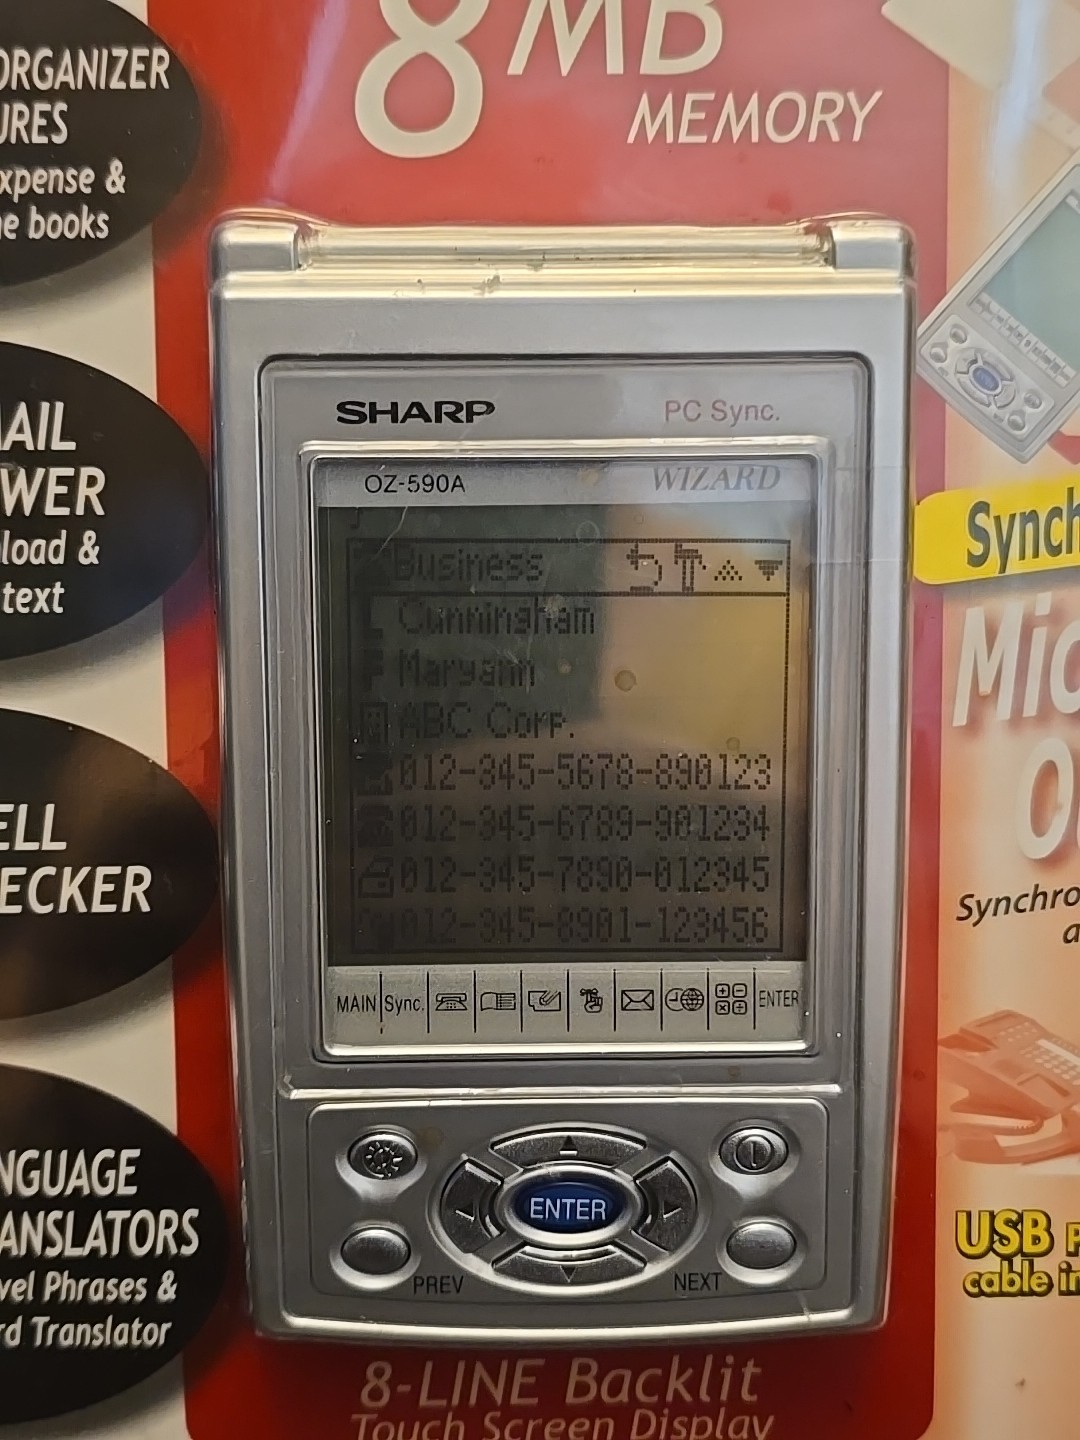 8 MB
MEMORY
ORGANIZER
URES
xpense &
e books
AIL
WER
load &
text
ELL
ECKER
NGUAGE
ANSLATORS
vel Phrases &
rd Translator
SHARP
PC Sync.
OZ-590A
WIZARD
Business
Cunningham
Maryann
ABC Corp.
012-345-5678-890123
012-345-6789-901234
012-345-7890-012345
012-345-8901-123456
MAIN Sync. ENTER
ENTER
PREV
NEXT
8-LINE Backlit
Touch Screen Display
Synch
Mic
O
Synchro
a
USB P
cable in